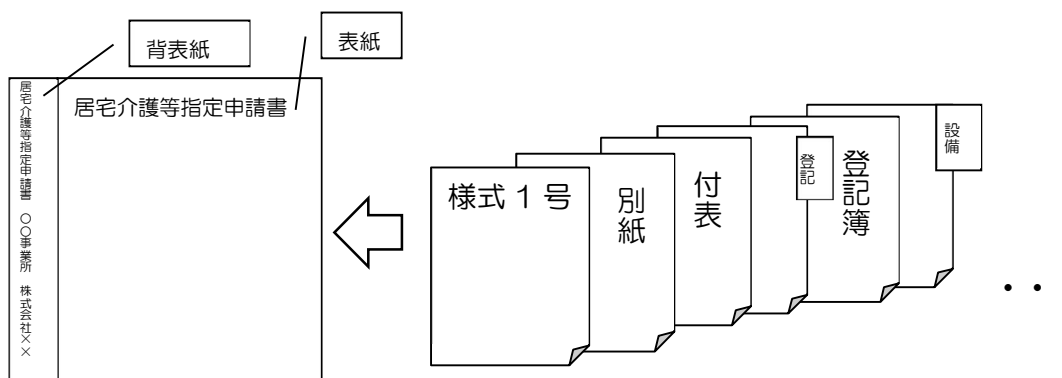 背表紙
表紙
居宅介護等指定申請書 〇〇事業所 株式会社××
居宅介護等指定申請書
様式1号
別紙
付表
登記
登記簿
設備
・・